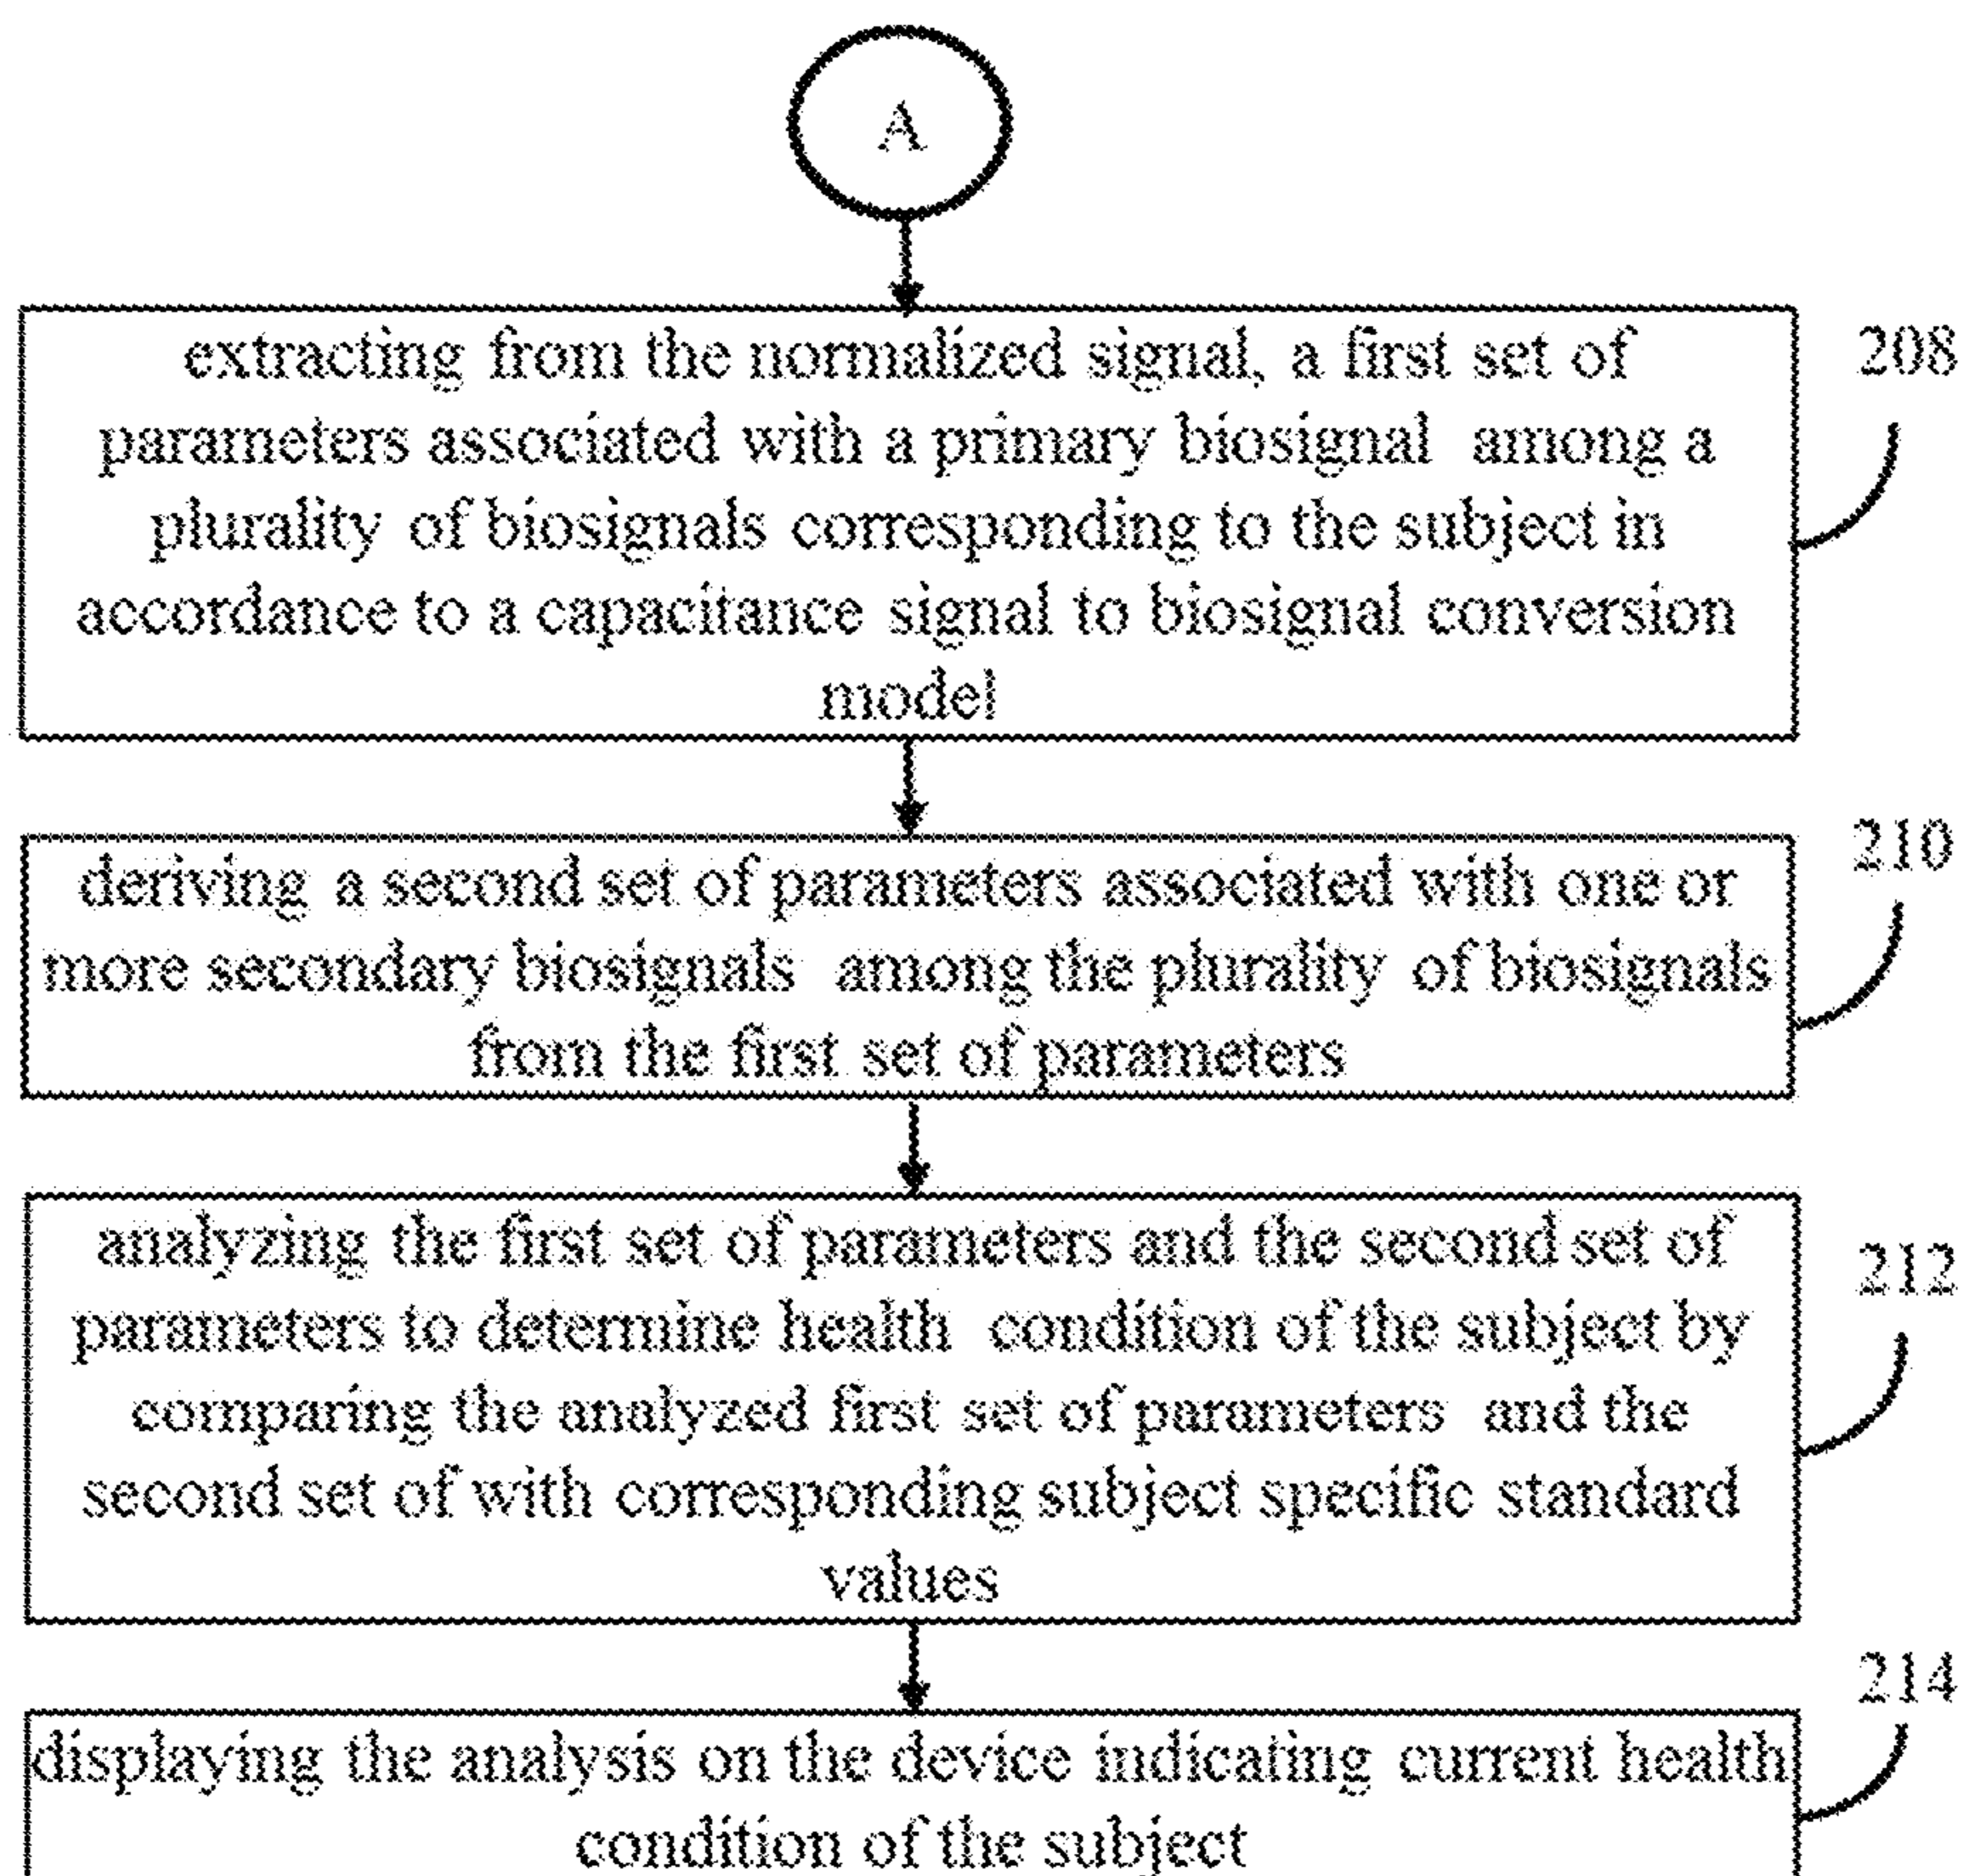 A
extracting from the normalized signal, a first set of
208
parameters associated with a primary biosignal among a
plurality of biosignals corresponding to the subject in
accordance to a capacitance signal to biosignal conversion
model
210
deriving a second set of parameters associated with one or
more secondary biosignals among the plurality of biosignals
from the first set of parameters
analyzing the first set of parameters and the second set of
212
parameters to determine health condition of the subject by
comparing the analyzed first set of parameters and the
second set of with corresponding subject specific standard
values
214
displaying the analysis on the device indicating current health
condition of the subject